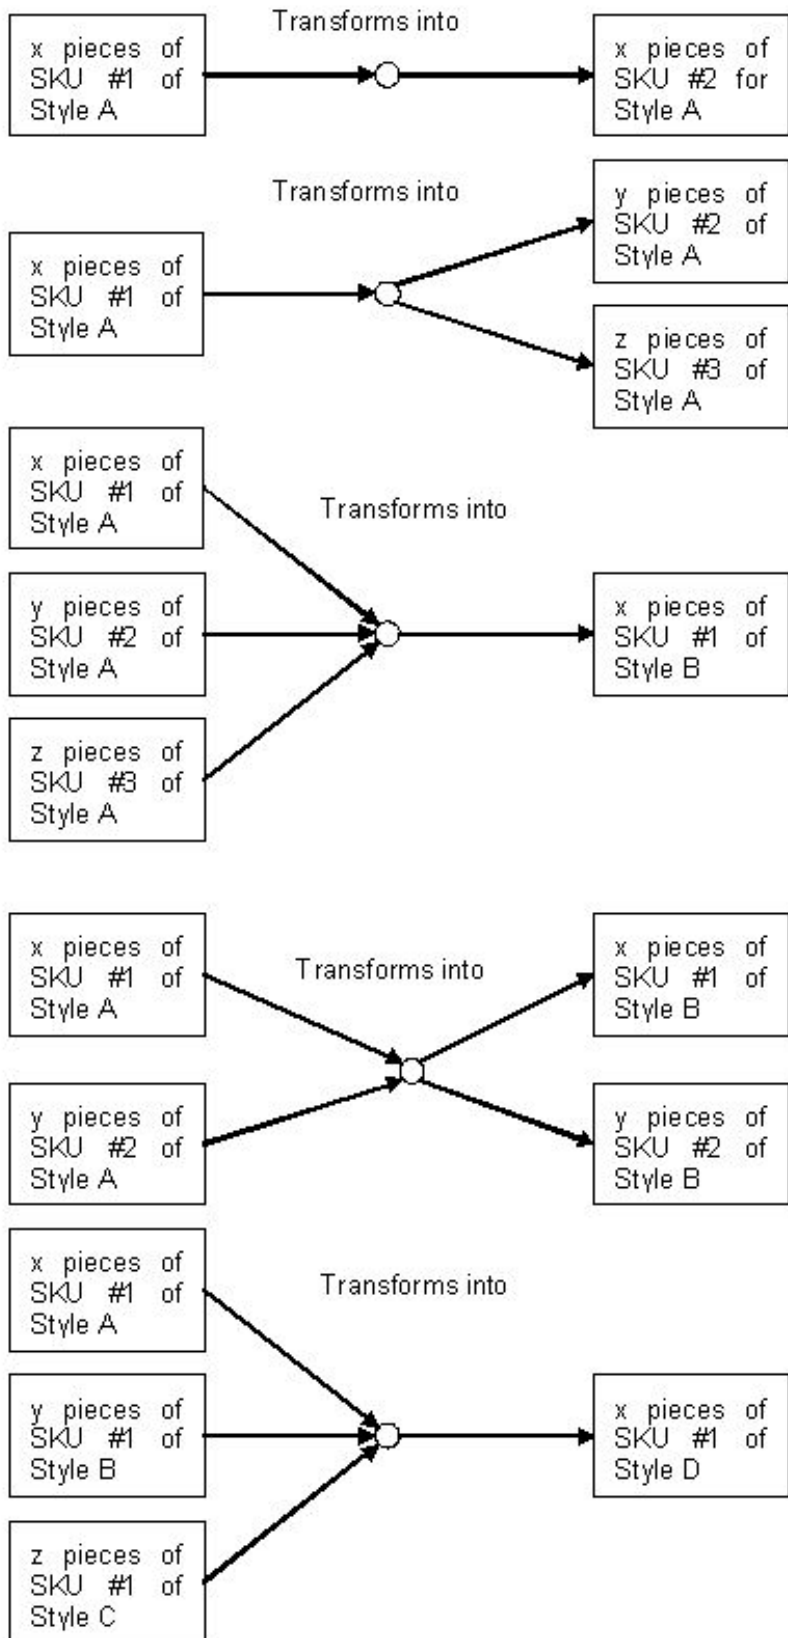 Transforms into
x pieces of
SKU #1 of
Style A
x pieces of
SKU #2 for
Style A
Transforms into
x pieces of
SKU #1 of
Style A
y pieces of
SKU #2 of
Style A
z pieces of
SKU #3 of
Style A
x pieces of
SKU #1 of
Style A
y pieces of
SKU #2 of
Style A
z pieces of
SKU #3 of
Style A
Transforms into
x pieces of
SKU #1 of
Style B
x pieces of
SKU #1 of
Style A
y pieces of
SKU #2 of
Style A
Transforms into
x pieces of
SKU #1 of
Style B
y pieces of
SKU #2 of
Style B
x pieces of
SKU #1 of
Style A
y pieces of
SKU #1 of
Style B
z pieces of
SKU #1 of
Style C
Transforms into
x pieces of
SKU #1 of
Style D